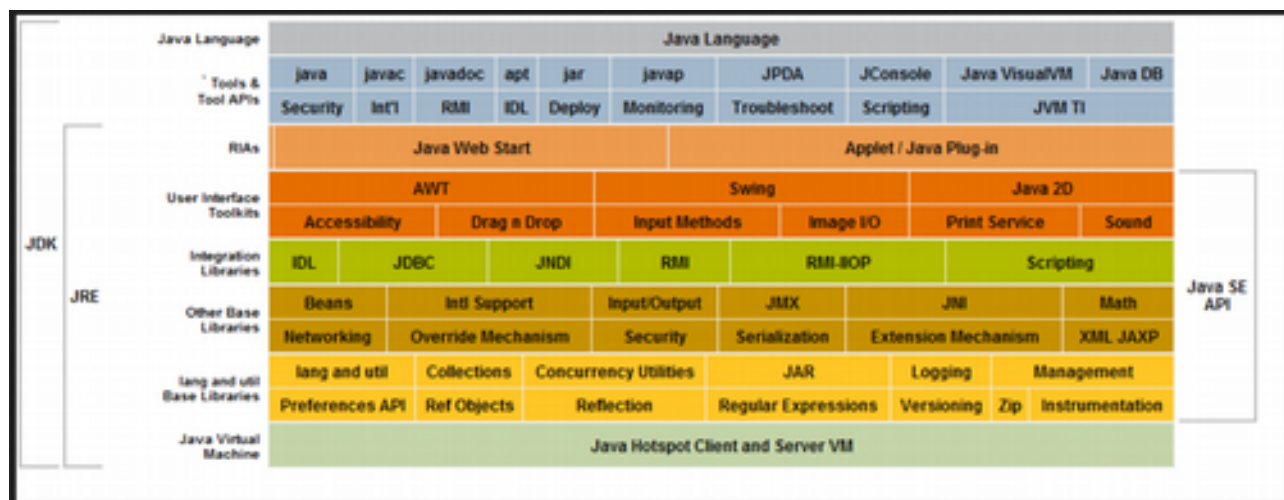 Java Language Java Language
Tools & Tool APIs
java javac javadoc apt jar javap JPDA JConsole Java VisualVM Java DB
Security Int'l RMI IDL Deploy Monitoring Troubleshoot Scripting JVM TI
RIAs Java Web Start Applet / Java Plug-in
User Interface Toolkits
AWT Swing Java 2D
Accessibility Drag n Drop Input Methods Image I/O Print Service Sound
JDK
Integration Libraries
IDL JDBC JNDI RMI RMI-IIOP Scripting
JRE
Java SE API
Other Base Libraries
Beans Intl Support Input/Output JMX JNI Math
Networking Override Mechanism Security Serialization Extension Mechanism XML JAXP
lang and util Base Libraries
lang and util Collections Concurrency Utilities JAR Logging Management
Preferences API Ref Objects Reflection Regular Expressions Versioning Zip Instrumentation
Java Virtual Machine
Java Hotspot Client and Server VM